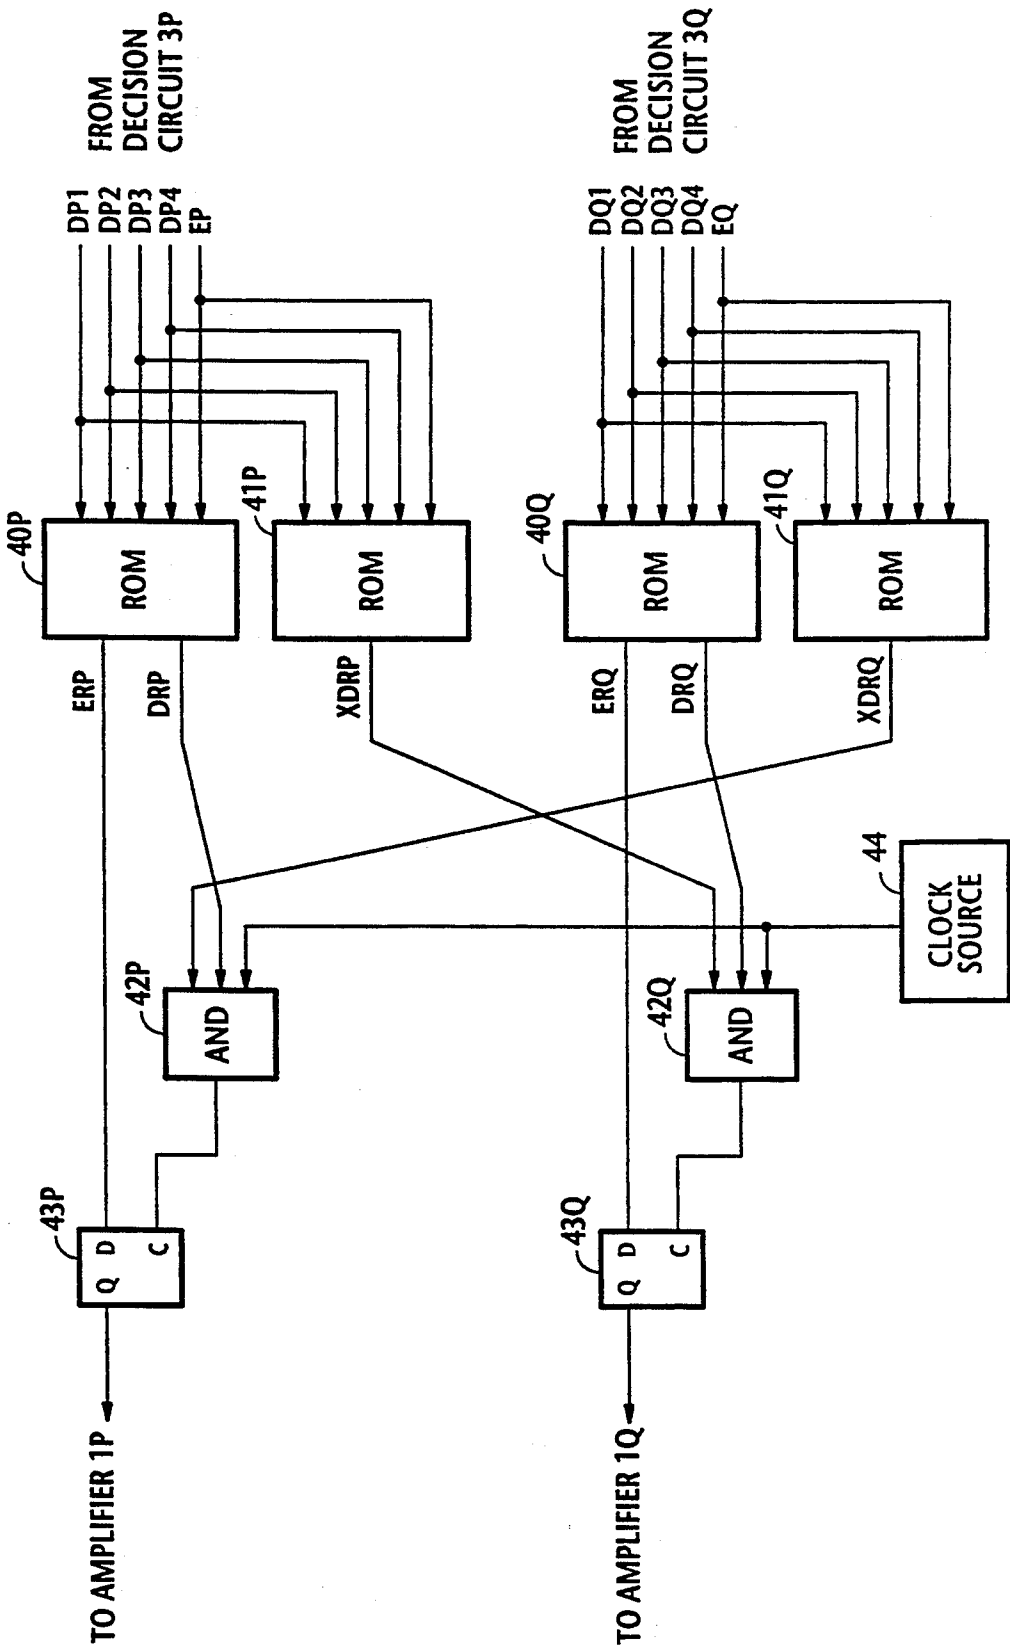 FROM
DECISION
CIRCUIT 3P
DP1
DP2
DP3
DP4
EP
40P
ROM
41P
ROM
ERP
DRP
XDRP
42P
AND
43P
Q D
C
TO AMPLIFIER 1P
FROM
DECISION
CIRCUIT 3Q
DQ1
DQ2
DQ3
DQ4
EQ
40Q
ROM
41Q
ROM
ERQ
DRQ
XDRQ
44
CLOCK
SOURCE
42Q
AND
43Q
Q D
C
TO AMPLIFIER 1Q